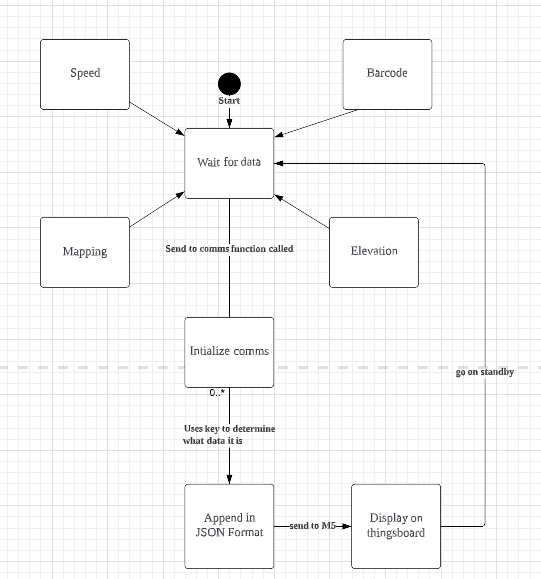 Speed
Barcode
Start
Wait for data
Mapping
Send to comms function called
Elevation
Intialize comms
go on standby
0..*
Uses key to determine
what data it is
Append in
JSON Format
send to M5
Display on
thingsboard